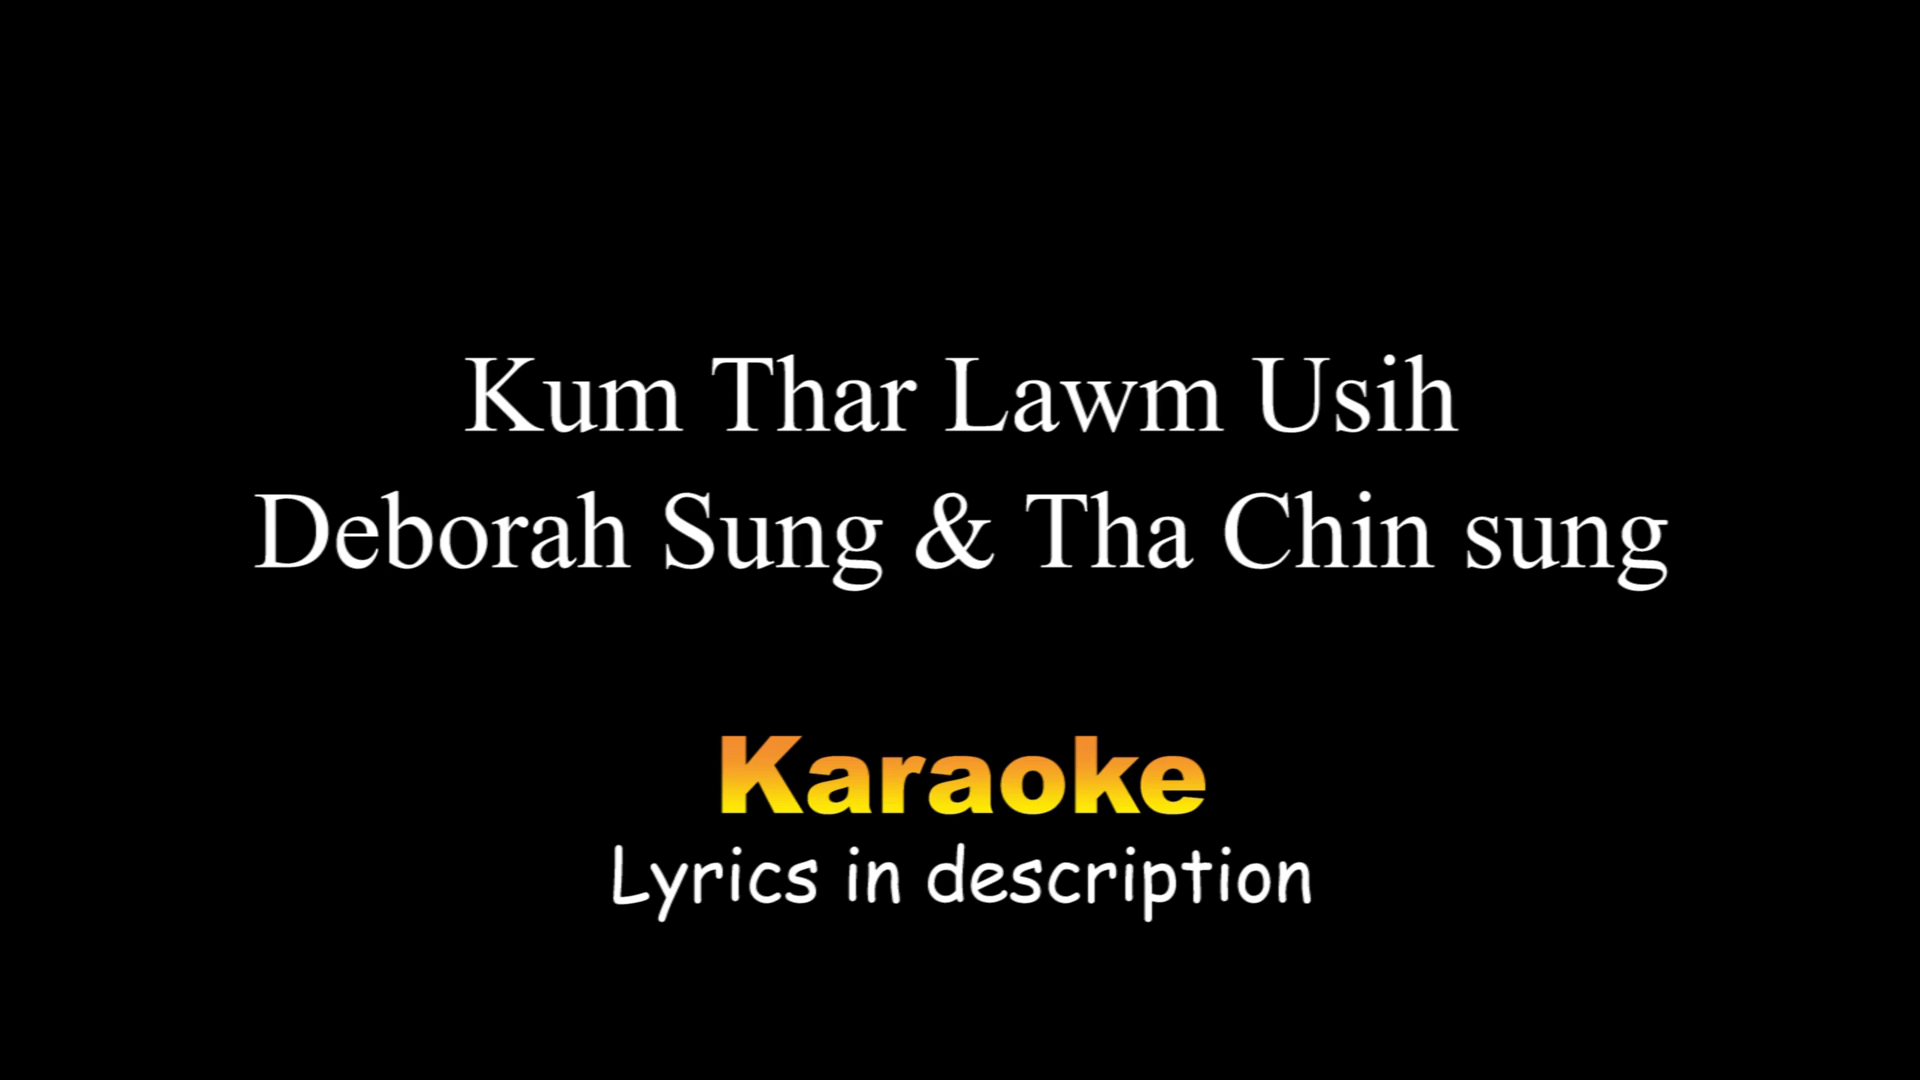 Kum Thar Lawm Usih
Deborah Sung & Tha Chin sung
Karaoke
Lyrics in description